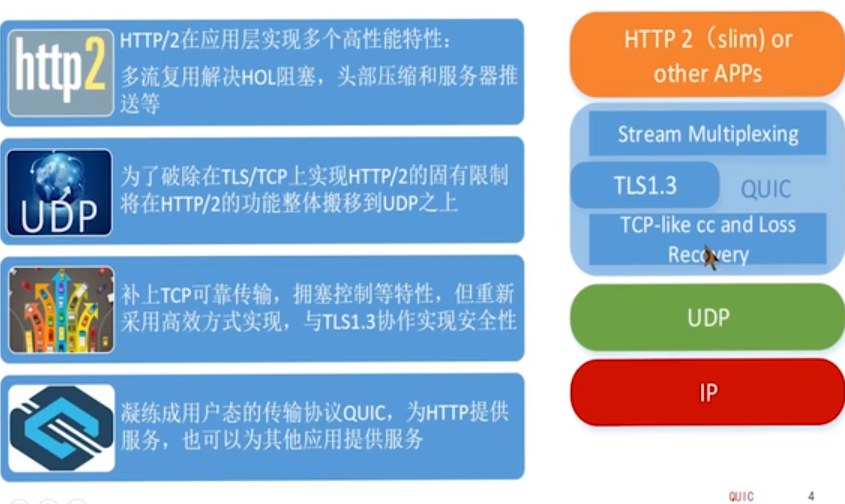 http2
HTTP/2在应用层实现多个高性能特性：
多流复用解决HOL阻塞，头部压缩和服务器推
送等
UDP
为了破除在TLS/TCP上实现HTTP/2的固有限制
将在HTTP/2的功能整体搬移到UDP之上
补上TCP可靠传输，拥塞控制等特性，但重新
采用高效方式实现，与TLS1.3协作实现安全性
凝练成用户态的传输协议QUIC，为HTTP提供
服务，也可以为其他应用提供服务
HTTP 2（slim) or
other APPs
Stream Multiplexing
TLS1.3
QUIC
TCP-like cc and Loss
Recovery
UDP
IP
QUIC 4